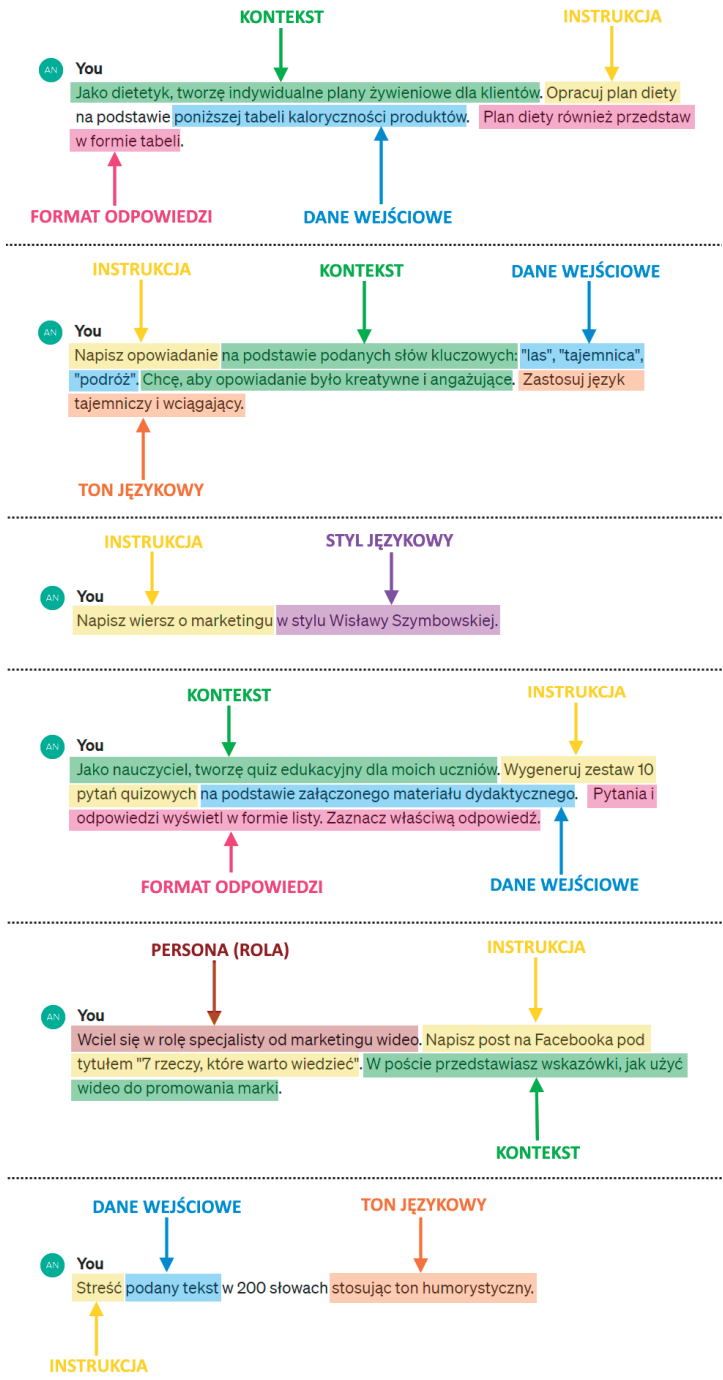 KONTEKST INSTRUKCJA
AN You
Jako dietetyk, tworzę indywidualne plany żywieniowe dla klientów. Opracuj plan diety
na podstawie poniższej tabeli kaloryczności produktów. Plan diety również przedstaw
w formie tabeli.
FORMAT ODPOWIEDZI DANE WEJŚCIOWE
INSTRUKCJA KONTEKST DANE WEJŚCIOWE
AN You
Napisz opowiadanie na podstawie podanych słów kluczowych: "las", "tajemnica",
"podróż". Chcę, aby opowiadanie było kreatywne i angażujące. Zastosuj język
tajemniczy i wciągający.
TON JĘZYKOWY
INSTRUKCJA STYL JĘZYKOWY
AN You
Napisz wiersz o marketingu w stylu Wisławy Szymbowskiej.
KONTEKST INSTRUKCJA
AN You
Jako nauczyciel, tworzę quiz edukacyjny dla moich uczniów. Wygeneruj zestaw 10
pytań quizowych na podstawie załączonego materiału dydaktycznego. Pytania i
odpowiedzi wyświetl w formie listy. Zaznacz właściwą odpowiedź.
FORMAT ODPOWIEDZI DANE WEJŚCIOWE
PERSONA (ROLA) INSTRUKCJA
AN You
Wciel się w rolę specjalisty od marketingu wideo. Napisz post na Facebooka pod
tytułem "7 rzeczy, które warto wiedzieć". W poście przedstawiasz wskazówki, jak użyć
wideo do promowania marki.
KONTEKST
DANE WEJŚCIOWE TON JĘZYKOWY
AN You
Streść podany tekst w 200 słowach stosując ton humorystyczny.
INSTRUKCJA